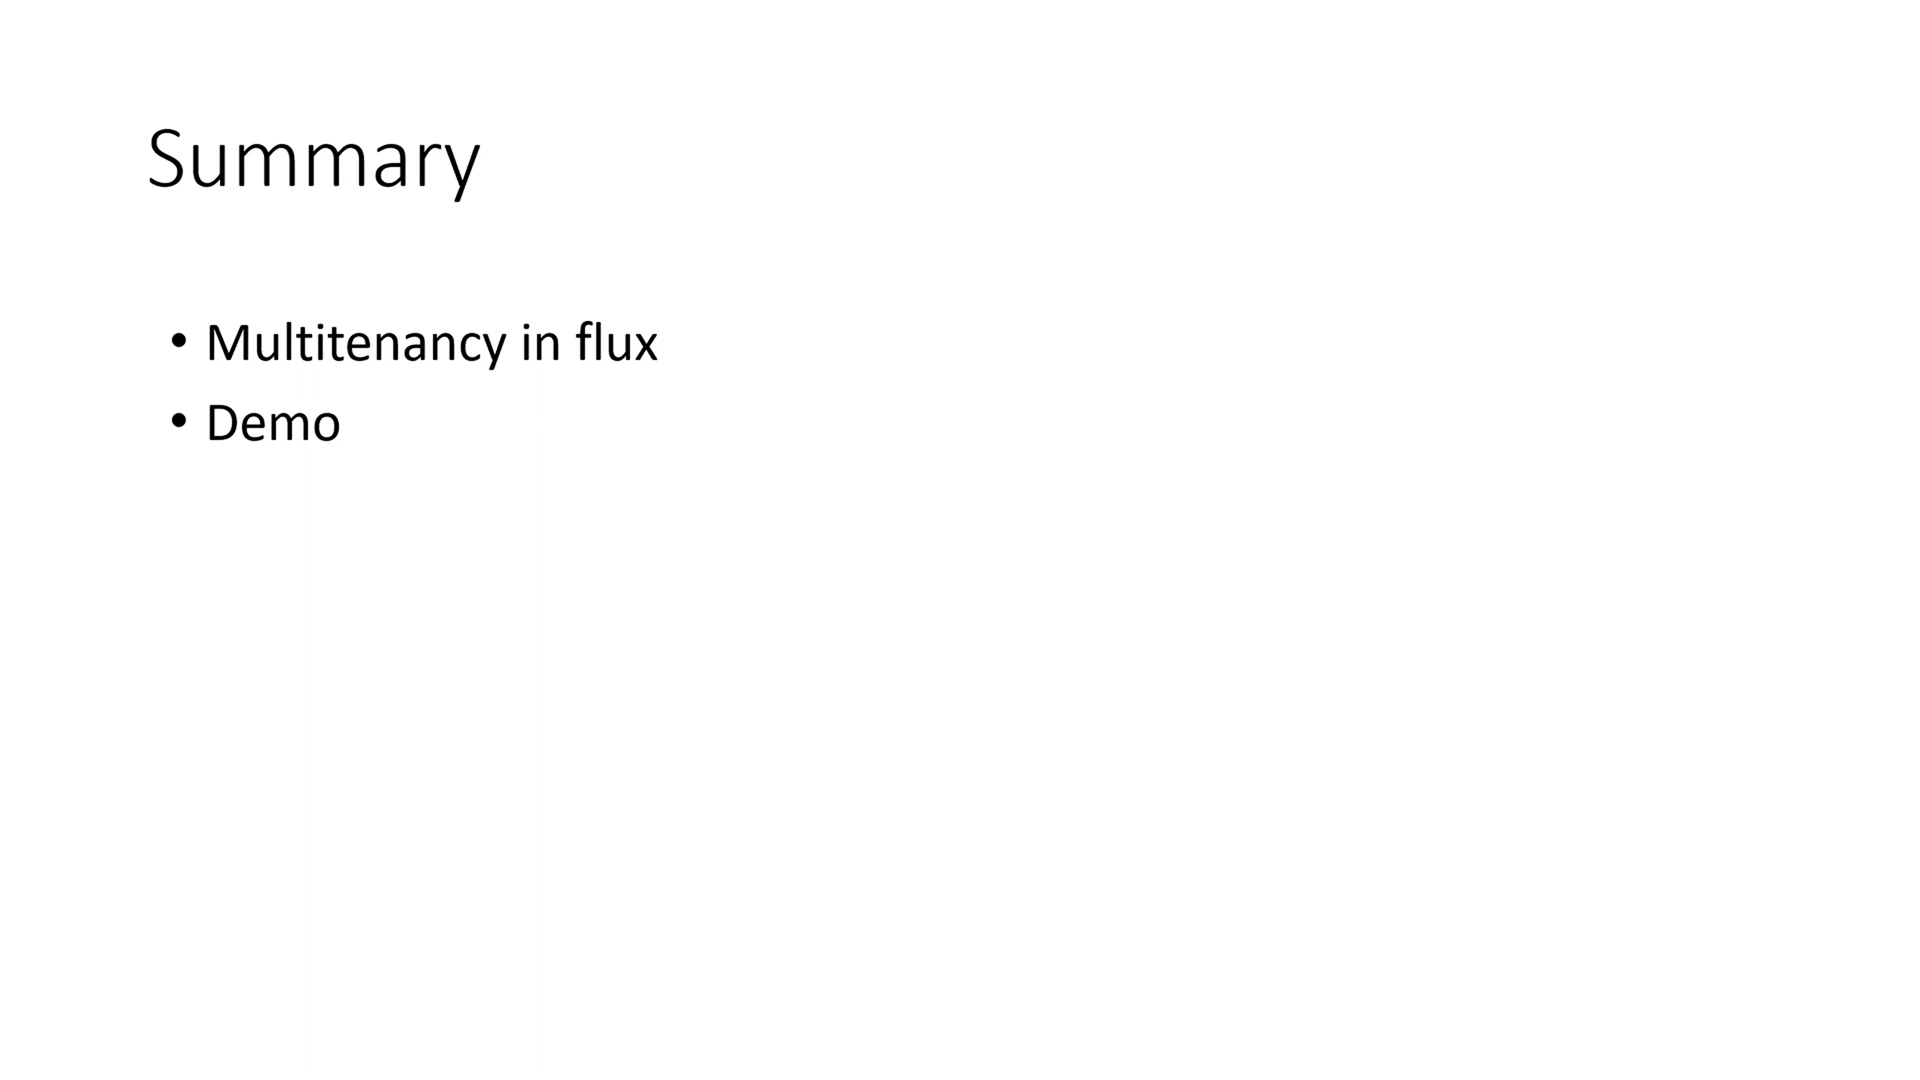 Summary
• Multitenancy in flux
• Demo